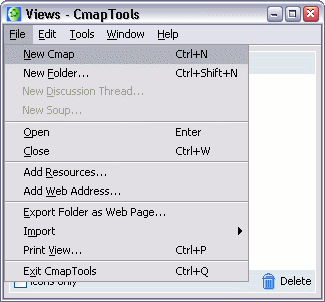 Views - CmapTools
File Edit Tools Window Help
New Cmap Ctrl+N
New Folder... Ctrl+Shift+N
New Discussion Thread...
New Soup...
Open Enter
Close Ctrl+W
Add Resources...
Add Web Address...
Export Folder as Web Page...
Import
Print View... Ctrl+P
Exit CmapTools Ctrl+Q
Icons only Delete